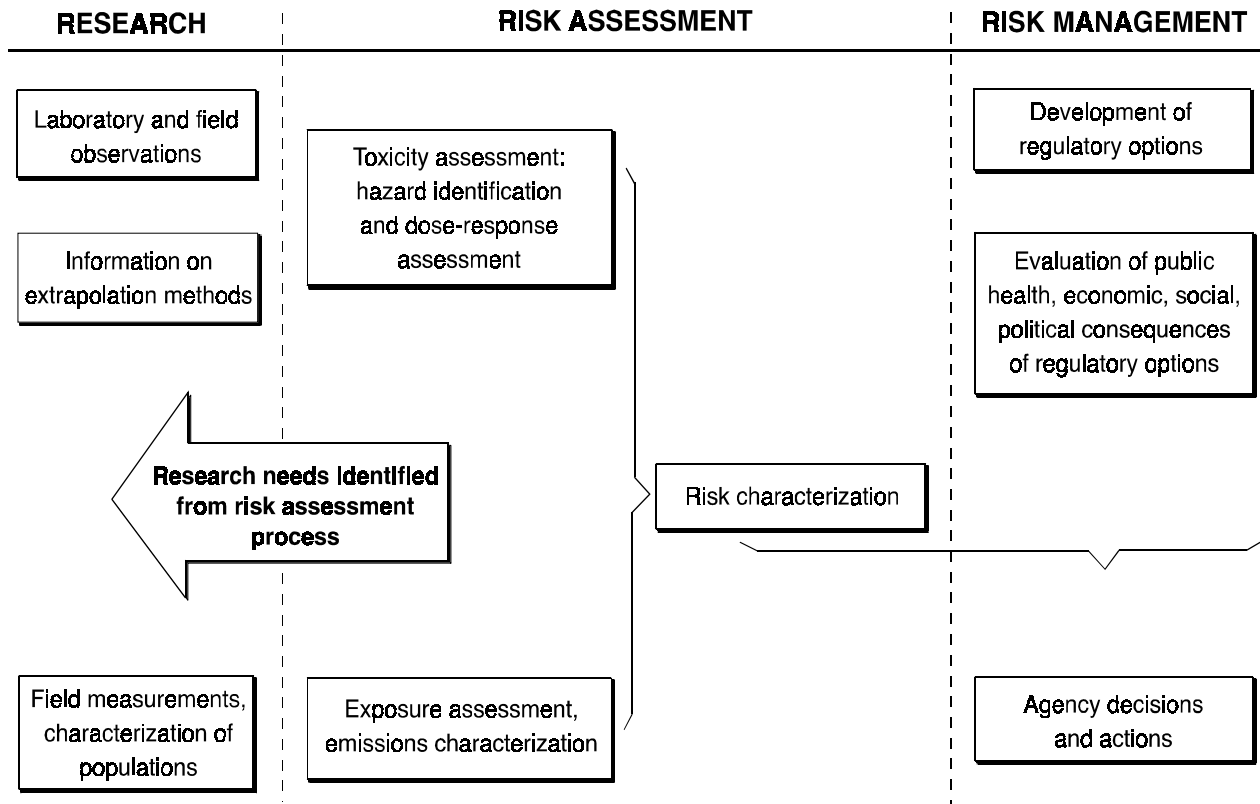 RESEARCH
RISK ASSESSMENT
RISK MANAGEMENT
Laboratory and field
observations
Information on
extrapolation methods
Research needs identified
from risk assessment
process
Field measurements,
characterization of
populations
Toxicity assessment:
hazard identification
and dose-response
assessment
Exposure assessment,
emissions characterization
Risk characterization
Development of
regulatory options
Evaluation of public
health, economic, social,
political consequences
of regulatory options
Agency decisions
and actions